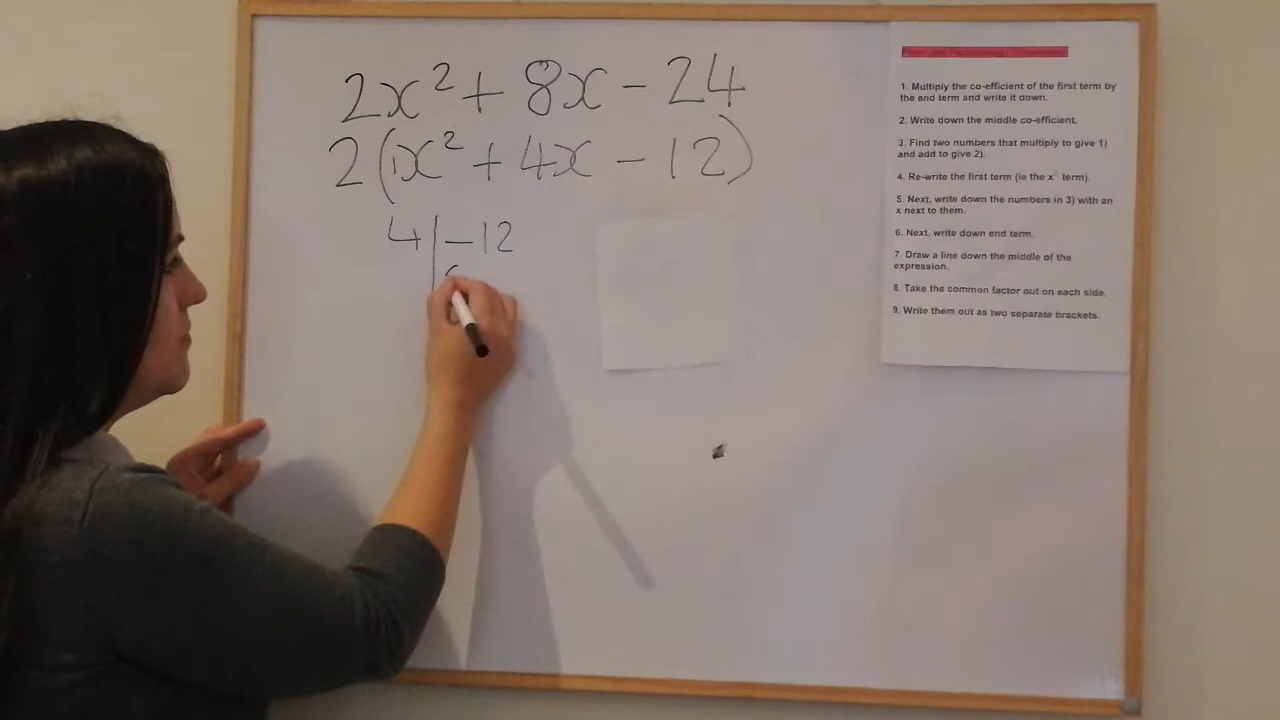 2x² + 8x - 24
2(1x² + 4x - 12)
4 | -12
1. Multiply the co-efficient of the first term by
the end term and write it down.
2. Write down the middle co-efficient.
3. Find two numbers that multiply to give 1)
and add to give 2).
4. Re-write the first term (ie the x² term).
5. Next, write down the numbers in 3) with an
x next to them.
6. Next, write down end term.
7. Draw a line down the middle of the
expression.
8. Take the common factor out on each side.
9. Write them out as two separate brackets.